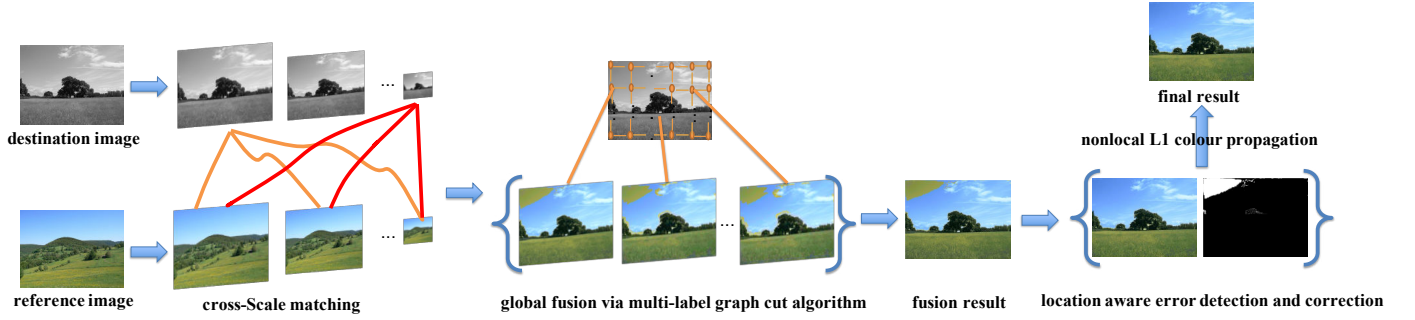 destination image
...
reference image
...
cross-Scale matching
...
global fusion via multi-label graph cut algorithm
fusion result
final result
nonlocal L1 colour propagation
location aware error detection and correction